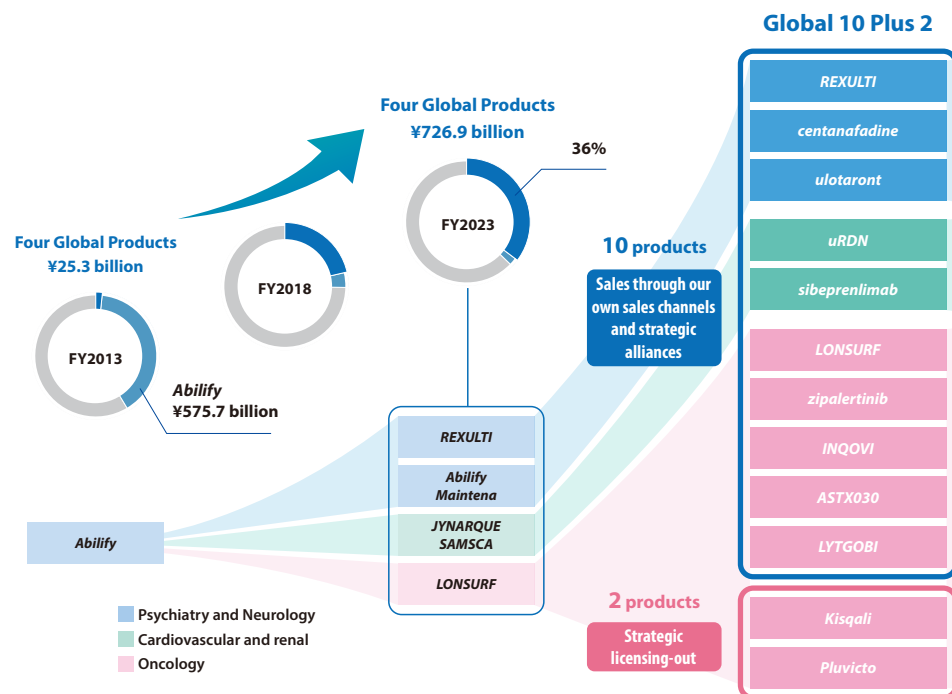 Global 10 Plus 2
Four Global Products
¥726.9 billion
36%
FY2023
Four Global Products
¥25.3 billion
FY2018
FY2013
Abilify
¥575.7 billion
10 products
Sales through our
own sales channels
and strategic
alliances
REXULTI
centanafadine
ulotaront
uRDN
sibeprenlimab
LONSURF
zipalertinib
INQOVI
ASTX030
LYTGOBI
Abilify
REXULTI
Abilify
Maintena
JYNARQUE
SAMSCA
LONSURF
2 products
Strategic
licensing-out
Kisqali
Pluvicto
Psychiatry and Neurology
Cardiovascular and renal
Oncology